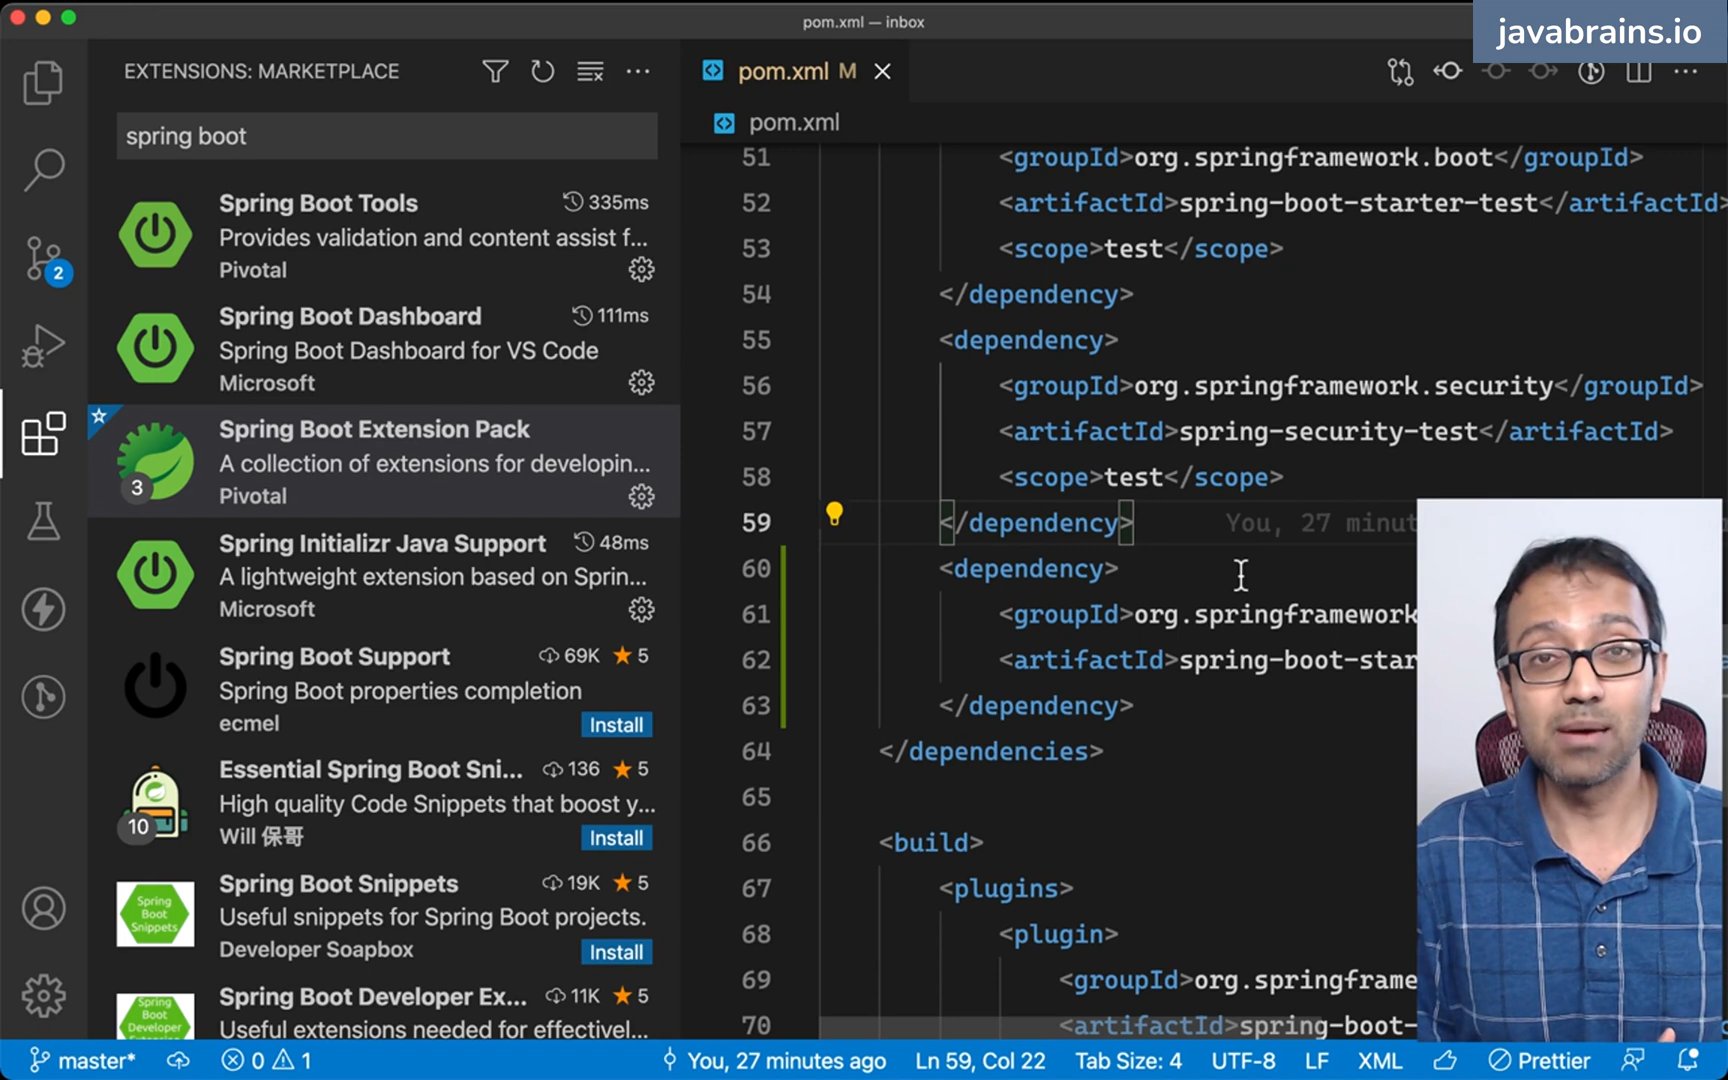 pom.xml — inbox
javabrains.io
EXTENSIONS: MARKETPLACE
spring boot
Spring Boot Tools
335ms
Provides validation and content assist f...
Pivotal
Spring Boot Dashboard
111ms
Spring Boot Dashboard for VS Code
Microsoft
Spring Boot Extension Pack
A collection of extensions for developin...
3
Pivotal
Spring Initializr Java Support
48ms
A lightweight extension based on Sprin...
Microsoft
Spring Boot Support
69K ★ 5
Spring Boot properties completion
ecmel
Install
Essential Spring Boot Sni...
136 ★ 5
High quality Code Snippets that boost y...
10
Will 保哥
Install
Spring Boot Snippets
19K ★ 5
Spring
Boot
Snippets
Useful snippets for Spring Boot projects.
Developer Soapbox
Install
Spring Boot Developer Ex...
11K ★ 5
Spring
Boot
Developer
Useful extensions needed for effectivel...
2
pom.xml M
pom.xml
51 <groupId>org.springframework.boot</groupId>
52 <artifactId>spring-boot-starter-test</artifactId>
53 <scope>test</scope>
54 </dependency>
55 <dependency>
56 <groupId>org.springframework.security</groupId>
57 <artifactId>spring-security-test</artifactId>
58 <scope>test</scope>
59 </dependency> You, 27 minut
60 <dependency>
61 <groupId>org.springframework
62 <artifactId>spring-boot-star
63 </dependency>
64 </dependencies>
65
66 <build>
67 <plugins>
68 <plugin>
69 <groupId>org.springframe
70 <artifactId>spring-boot-
master* 0 1 You, 27 minutes ago Ln 59, Col 22 Tab Size: 4 UTF-8 LF XML Prettier